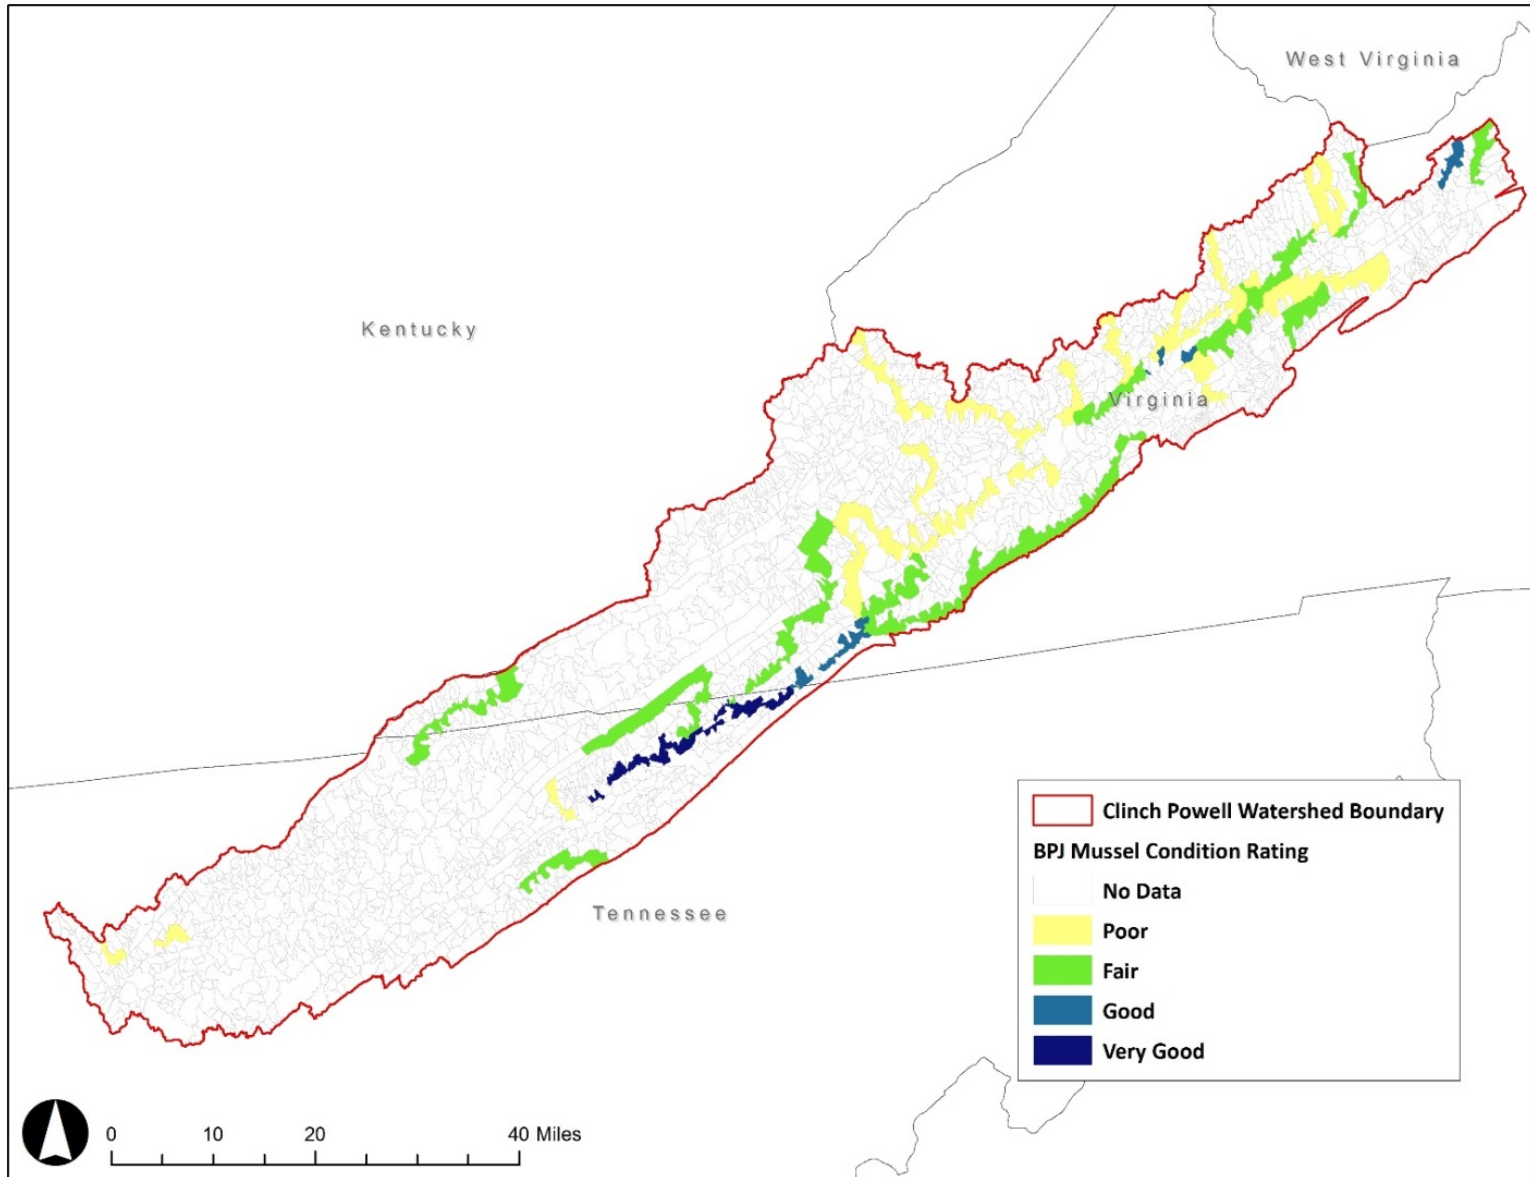 West Virginia
Kentucky
Virginia
Tennessee
Clinch Powell Watershed Boundary
BPJ Mussel Condition Rating
No Data
Poor
Fair
Good
Very Good
0 10 20 40 Miles